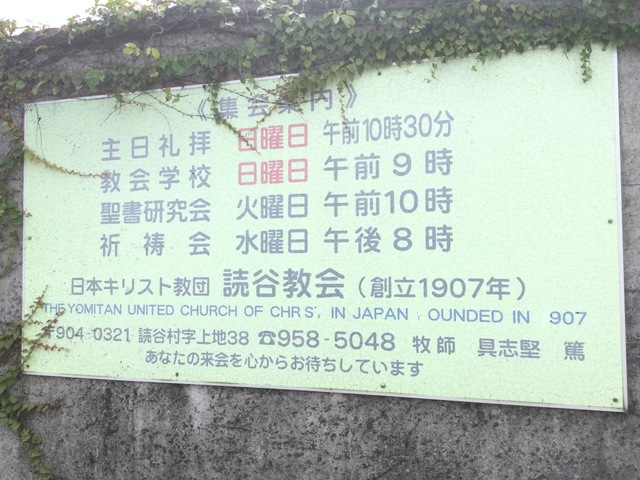 《集会案内》
主日礼拝 日曜日 午前10時30分
教会学校 日曜日 午前9時
聖書研究会 火曜日 午前10時
祈祷会 水曜日 午後8時
日本キリスト教団 読谷教会(創立1907年)
THE YOMITAN UNITED CHURCH OF CHR S', IN JAPAN , OUNDED IN 907
〒904-0321 読谷村字上地38 ☎958-5048 牧師 具志堅 篤
あなたの来会を心からお待ちしています